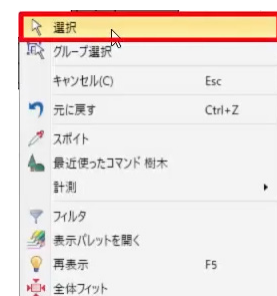 選択
グループ選択
キャンセル(C) Esc
元に戻す Ctrl+Z
スポイト
最近使ったコマンド 樹木
計測
フィルタ
表示パレットを開く
再表示 F5
全体フィット